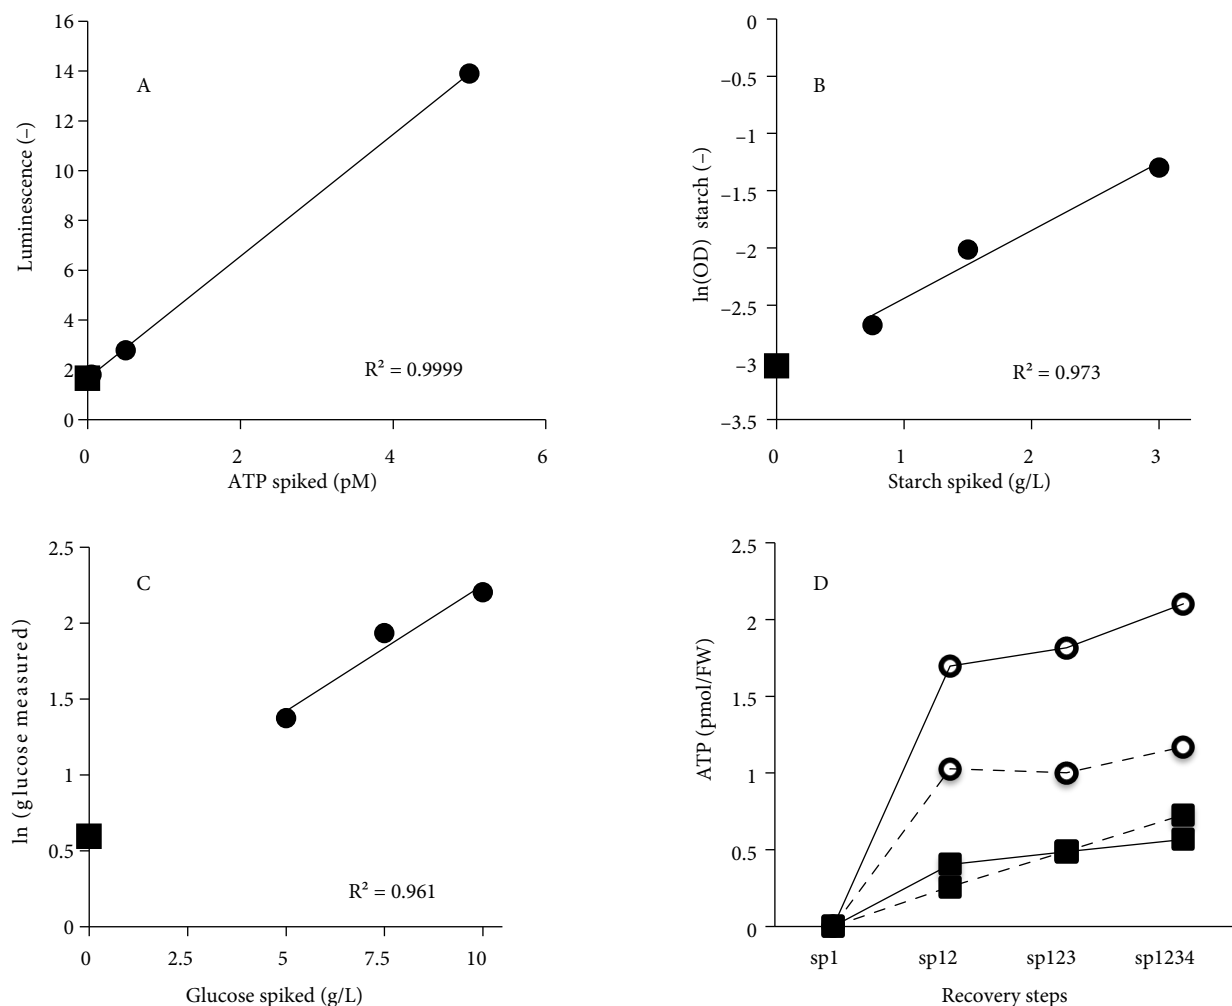 A
Luminescence (–)
16
14
12
10
8
6
4
2
0
R² = 0.9999
0 2 4 6
ATP spiked (pM)
B
ln(OD) starch (–)
0
–0.5
–1
–1.5
–2
–2.5
–3
–3.5
R² = 0.973
0 1 2 3
Starch spiked (g/L)
C
ln (glucose measured)
2.5
2
1.5
1
0.5
0
R² = 0.961
0 2.5 5 7.5 10
Glucose spiked (g/L)
D
ATP (pmol/FW)
2.5
2
1.5
1
0.5
0
sp1 sp12 sp123 sp1234
Recovery steps